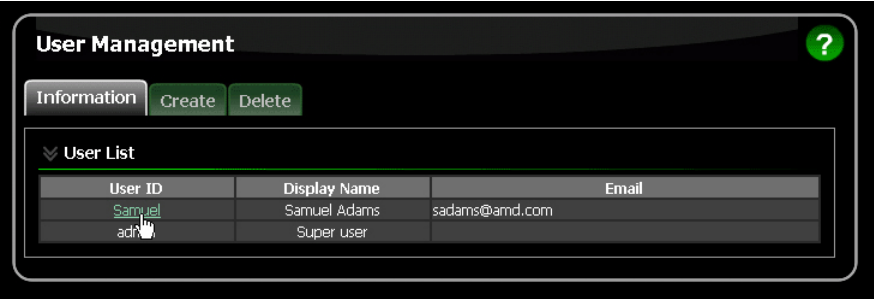 User Management
?
Information Create Delete
User List
User ID Display Name Email
Samuel Samuel Adams sadams@amd.com
Super user